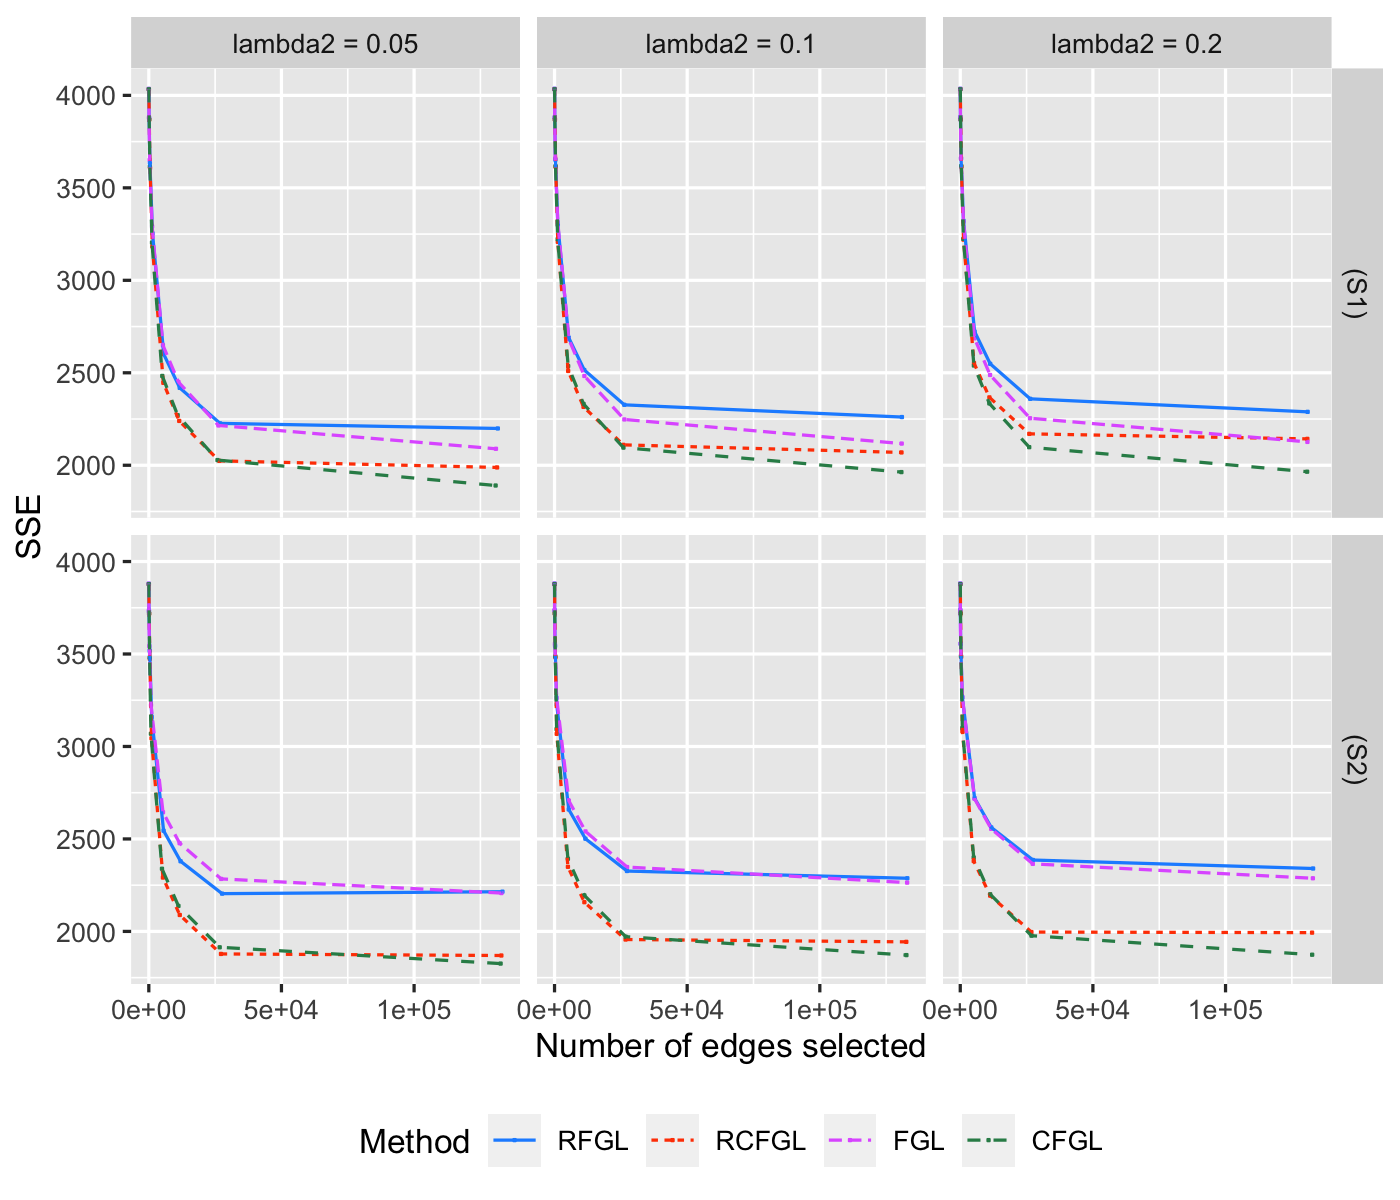 lambda2 = 0.05
lambda2 = 0.1
lambda2 = 0.2
4000
3500
3000
2500
2000
(S1)
SSE
4000
3500
3000
2500
2000
(S2)
0e+00
5e+04
1e+05
0e+00
5e+04
1e+05
0e+00
5e+04
1e+05
Number of edges selected
Method RFGL RCFGL FGL CFGL